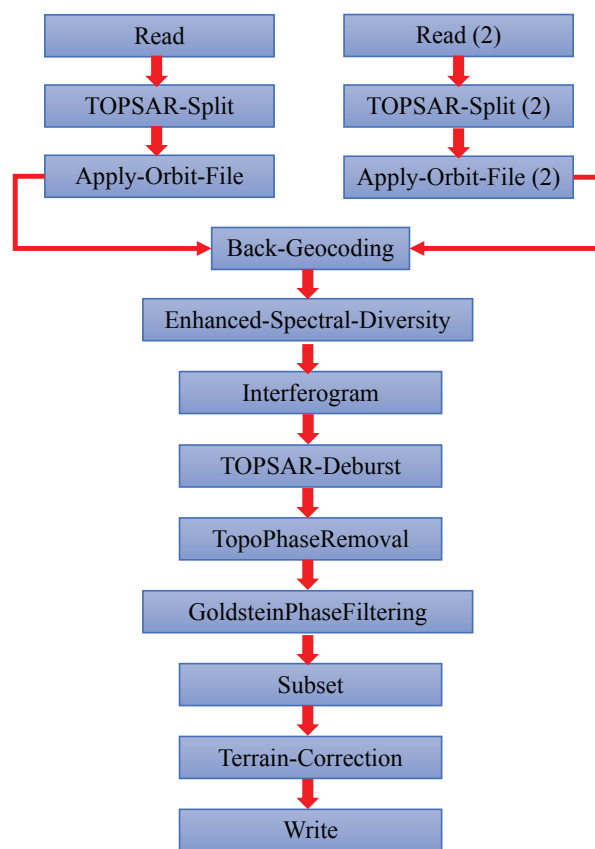 Read
Read (2)
TOPSAR-Split
TOPSAR-Split (2)
Apply-Orbit-File
Apply-Orbit-File (2)
Back-Geocoding
Enhanced-Spectral-Diversity
Interferogram
TOPSAR-Deburst
TopoPhaseRemoval
GoldsteinPhaseFiltering
Subset
Terrain-Correction
Write